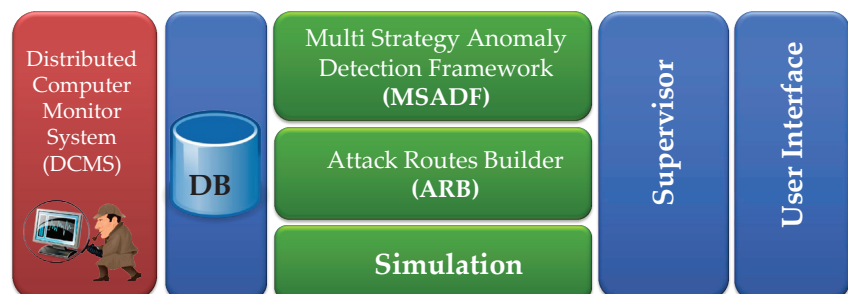 Distributed
Computer
Monitor
System
(DCMS)
DB
Multi Strategy Anomaly
Detection Framework
(MSADF)
Attack Routes Builder
(ARB)
Simulation
Supervisor
User Interface